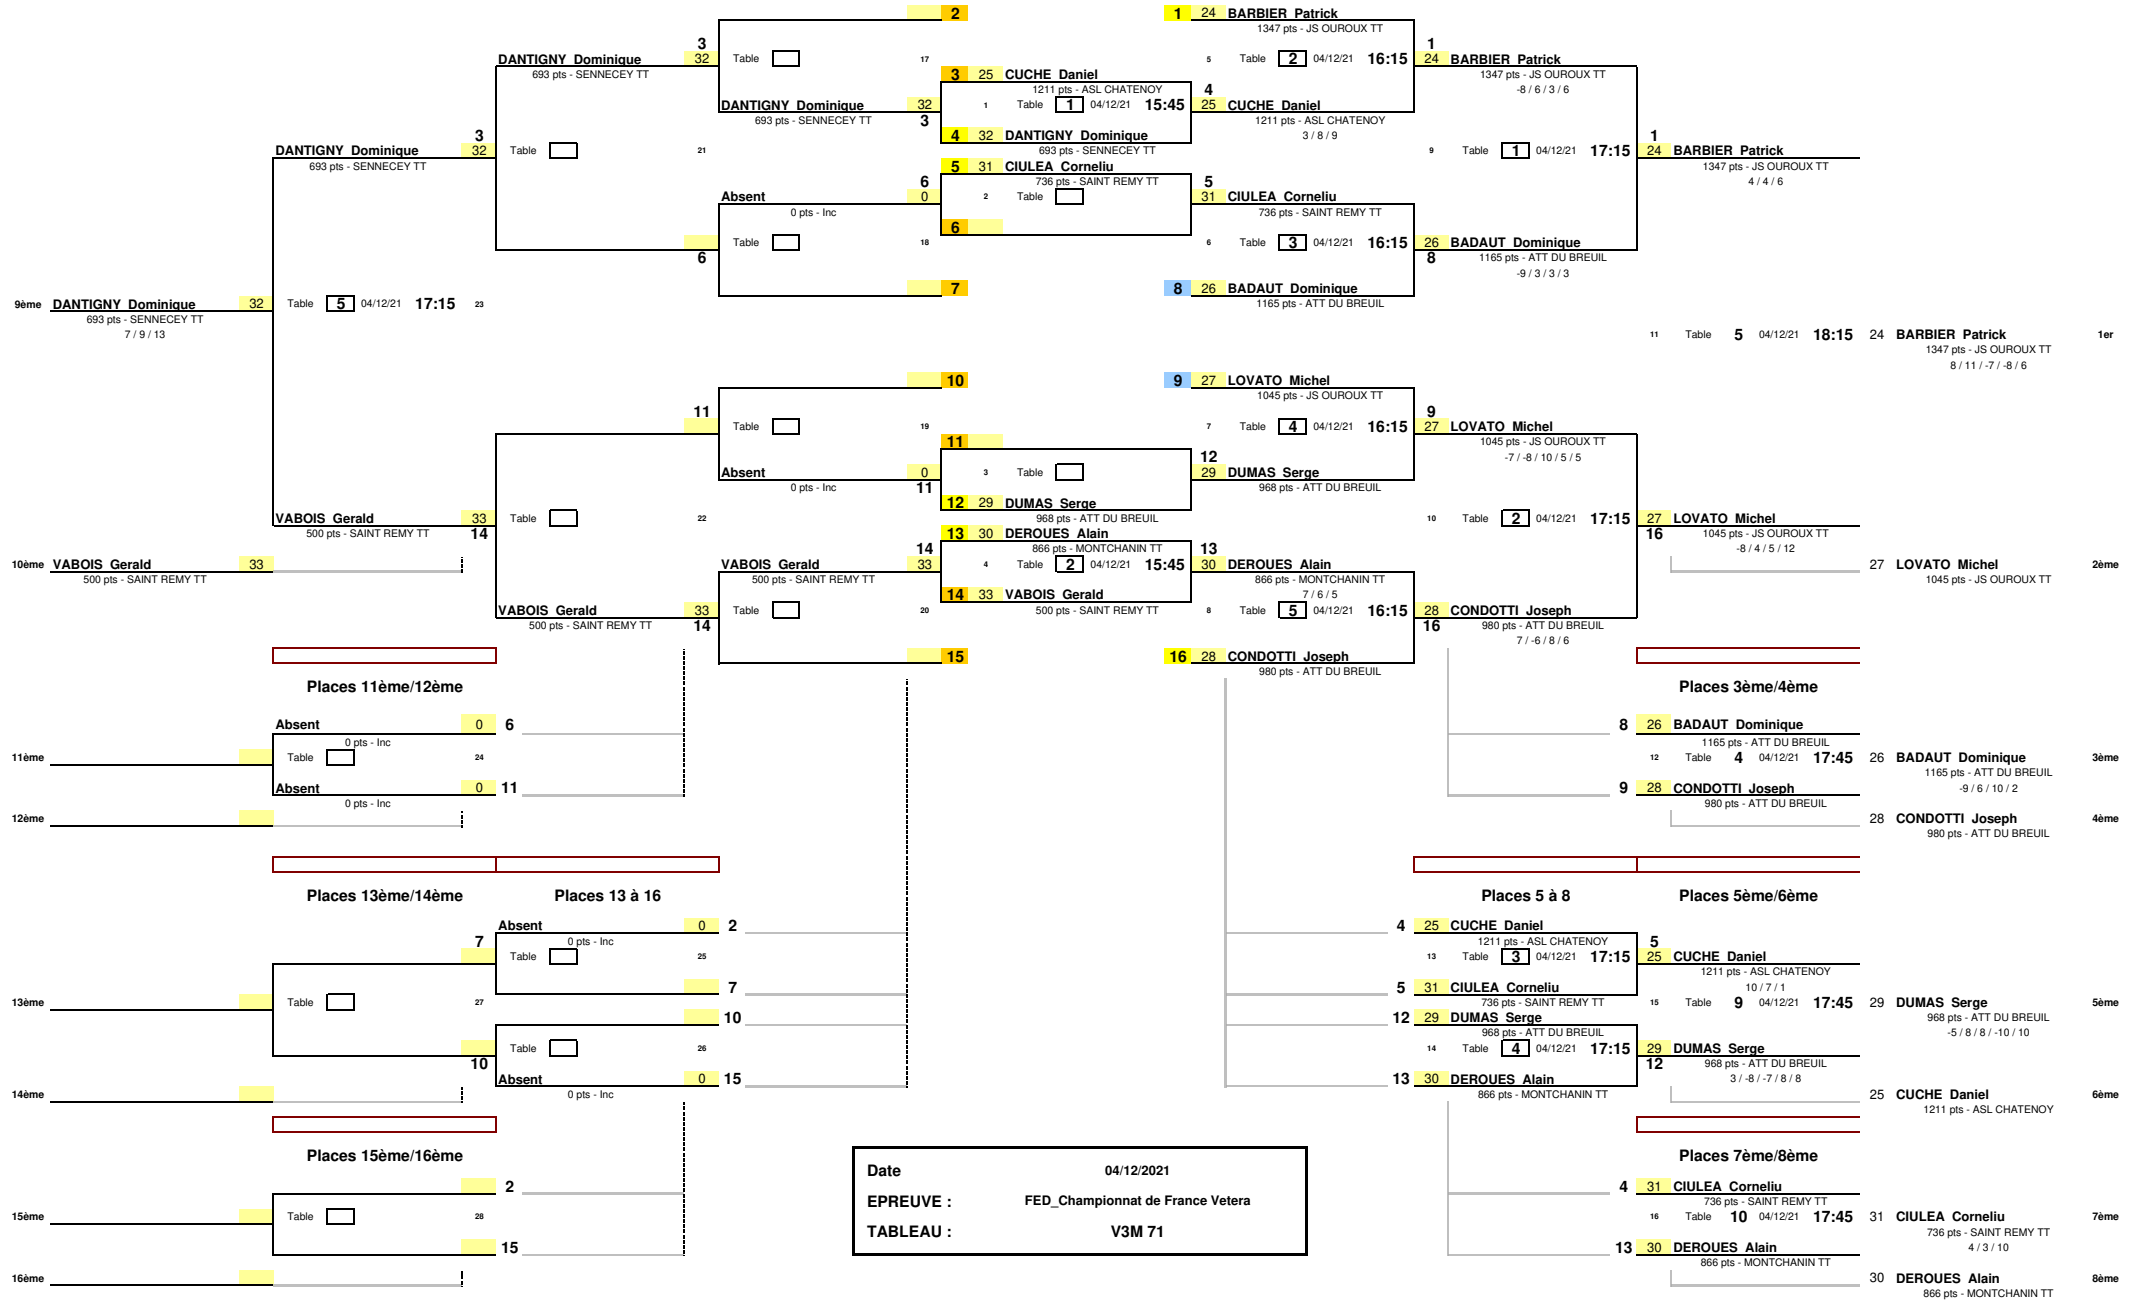 2 1 24 BARBIER Patrick
1347 pts - JS OUROUX TT
3 1
DANTIGNY Dominique 32 Table 17 5 Table 2 04/12/21 16:15 24 BARBIER Patrick
693 pts - SENNECEY TT 3 25 CUCHE Daniel 1347 pts - JS OUROUX TT
1211 pts - ASL CHATENOY 4 -8 / 6 / 3 / 6
DANTIGNY Dominique 32 1 Table 1 04/12/21 15:45 25 CUCHE Daniel
693 pts - SENNECEY TT 3 1211 pts - ASL CHATENOY
3 4 32 DANTIGNY Dominique 3 / 8 / 9 1
DANTIGNY Dominique 32 Table 21 693 pts - SENNECEY TT 9 Table 1 04/12/21 17:15 24 BARBIER Patrick
693 pts - SENNECEY TT 5 31 CIULEA Corneliu 1347 pts - JS OUROUX TT
6 736 pts - SAINT REMY TT 5 4 / 4 / 6
Absent 0 2 Table 31 CIULEA Corneliu
0 pts - Inc 736 pts - SAINT REMY TT
6
Table 18 6 Table 3 04/12/21 16:15 26 BADAUT Dominique
6 8 1165 pts - ATT DU BREUIL
-9 / 3 / 3 / 3
7 8 26 BADAUT Dominique
9ème DANTIGNY Dominique 32 Table 5 04/12/21 17:15 23 1165 pts - ATT DU BREUIL
693 pts - SENNECEY TT
7 / 9 / 13 11 Table 5 04/12/21 18:15 24 BARBIER Patrick 1er
1347 pts - JS OUROUX TT
8 / 11 / -7 / -8 / 6
10 9 27 LOVATO Michel
1045 pts - JS OUROUX TT
11 9
Table 19 7 Table 4 04/12/21 16:15 27 LOVATO Michel
11 1045 pts - JS OUROUX TT
12 -7 / -8 / 10 / 5 / 5
Absent 0 3 Table 29 DUMAS Serge
0 pts - Inc 11 968 pts - ATT DU BREUIL
12 29 DUMAS Serge
VABOIS Gerald 33 Table 22 968 pts - ATT DU BREUIL 10 Table 2 04/12/21 17:15 27 LOVATO Michel
500 pts - SAINT REMY TT 14 13 30 DEROUES Alain 16 1045 pts - JS OUROUX TT
14 866 pts - MONTCHANIN TT 13 -8 / 4 / 5 / 12
10ème VABOIS Gerald 33 VABOIS Gerald 33 4 Table 2 04/12/21 15:45 30 DEROUES Alain 27 LOVATO Michel 2ème
500 pts - SAINT REMY TT 500 pts - SAINT REMY TT 866 pts - MONTCHANIN TT 1045 pts - JS OUROUX TT
14 33 VABOIS Gerald 7 / 6 / 5
VABOIS Gerald 33 Table 20 500 pts - SAINT REMY TT 8 Table 5 04/12/21 16:15 28 CONDOTTI Joseph
500 pts - SAINT REMY TT 14 16 980 pts - ATT DU BREUIL
7 / -6 / 8 / 6
15 16 28 CONDOTTI Joseph
980 pts - ATT DU BREUIL
Places 11ème/12ème Places 3ème/4ème
Absent 0 6 8 26 BADAUT Dominique
0 pts - Inc 1165 pts - ATT DU BREUIL
11ème Table 24 12 Table 4 04/12/21 17:45 26 BADAUT Dominique 3ème
1165 pts - ATT DU BREUIL
Absent 0 11 9 28 CONDOTTI Joseph -9 / 6 / 10 / 2
0 pts - Inc 980 pts - ATT DU BREUIL
12ème 28 CONDOTTI Joseph 4ème
980 pts - ATT DU BREUIL
Places 13ème/14ème Places 13 à 16 Places 5 à 8 Places 5ème/6ème
Absent 0 2 4 25 CUCHE Daniel
7 0 pts - Inc 1211 pts - ASL CHATENOY 5
Table 25 13 Table 3 04/12/21 17:15 25 CUCHE Daniel
1211 pts - ASL CHATENOY
7 5 31 CIULEA Corneliu 10 / 7 / 1
13ème Table 27 736 pts - SAINT REMY TT 15 Table 9 04/12/21 17:45 29 DUMAS Serge 5ème
10 12 29 DUMAS Serge 968 pts - ATT DU BREUIL
968 pts - ATT DU BREUIL -5 / 8 / 8 / -10 / 10
Table 26 14 Table 4 04/12/21 17:15 29 DUMAS Serge
10 12 968 pts - ATT DU BREUIL
Absent 0 15 13 30 DEROUES Alain 3 / -8 / -7 / 8 / 8
14ème 0 pts - Inc 866 pts - MONTCHANIN TT 25 CUCHE Daniel 6ème
1211 pts - ASL CHATENOY
Places 15ème/16ème Places 7ème/8ème
Date 04/12/2021
2 4 31 CIULEA Corneliu
EPREUVE : FED_Championnat de France Vetera 736 pts - SAINT REMY TT
15ème Table 28 16 Table 10 04/12/21 17:45 31 CIULEA Corneliu 7ème
TABLEAU : V3M 71 736 pts - SAINT REMY TT
15 13 30 DEROUES Alain 4 / 3 / 10
866 pts - MONTCHANIN TT
16ème 30 DEROUES Alain 8ème
866 pts - MONTCHANIN TT